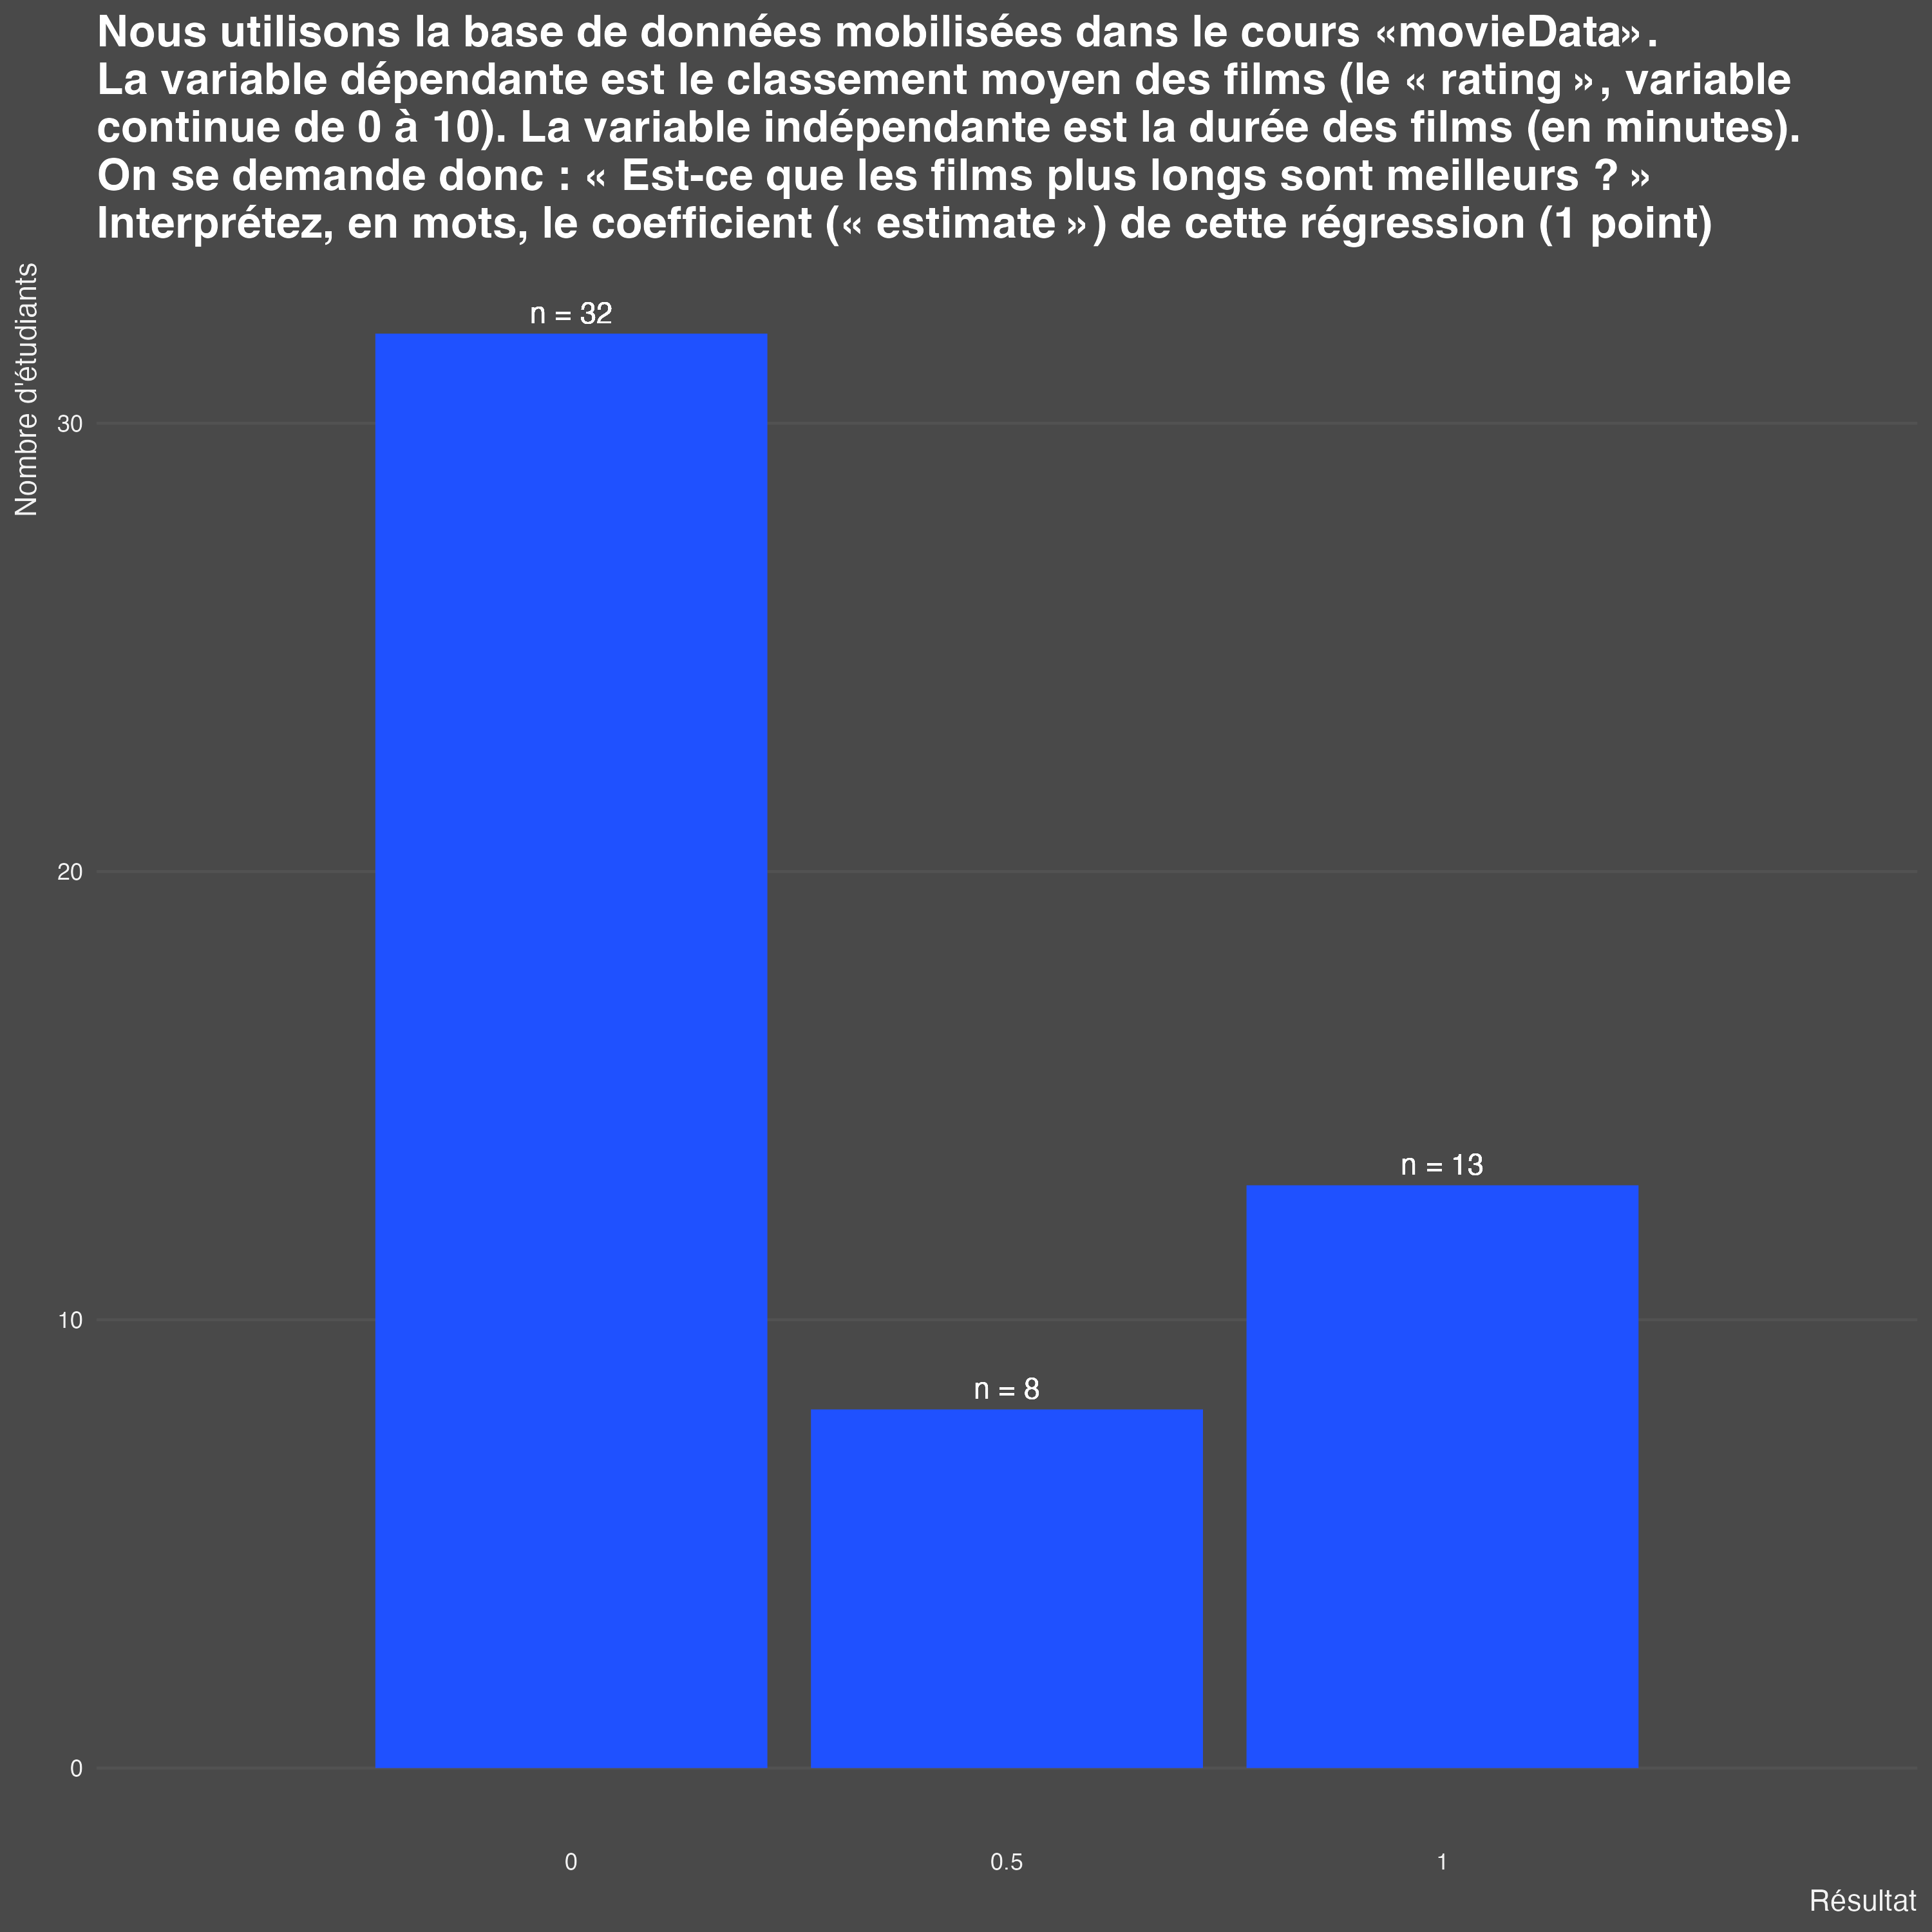 Nous utilisons la base de données mobilisées dans le cours «movieData».
La variable dépendante est le classement moyen des films (le « rating », variable
continue de 0 à 10). La variable indépendante est la durée des films (en minutes).
On se demande donc : « Est-ce que les films plus longs sont meilleurs ? »
Interprétez, en mots, le coefficient (« estimate ») de cette régression (1 point)
Nombre d'étudiants
n = 32
30
20
n = 13
n = 8
10
0
0
0.5
1
Résultat